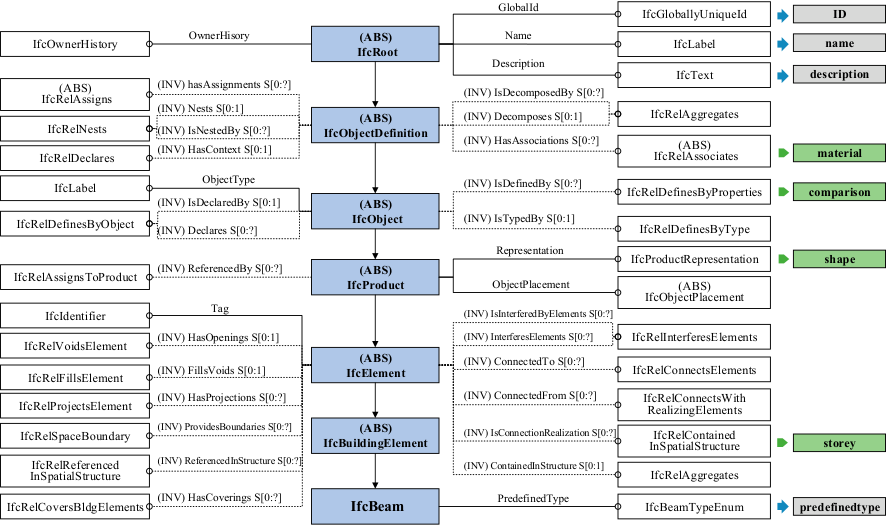 GlobalId
IfcGloballyUniqueId
ID
IfcOwnerHistory
OwnerHisory
(ABS)
IfcRoot
Name
IfcLabel
name
Description
IfcText
description
(ABS)
IfcRelAssigns
(INV) hasAssignments S[0:?]
(INV) IsDecomposedBy S[0:?]
IfcRelNests
(INV) Nests S[0:1]
(INV) IsNestedBy S[0:?]
(ABS)
IfcObjectDefinition
(INV) Decomposes S[0:1]
IfcRelAggregates
IfcRelDeclares
(INV) HasContext S[0:1]
(INV) HasAssociations S[0:?]
(ABS)
IfcRelAssociates
material
IfcLabel
ObjectType
(INV) IsDefinedBy S[0:?]
IfcRelDefinesByProperties
comparison
IfcRelDefinesByObject
(INV) IsDeclaredBy S[0:1]
(INV) Declares S[0:?]
(ABS)
IfcObject
(INV) IsTypedBy S[0:1]
IfcRelDefinesByType
Representation
IfcProductRepresentation
shape
IfcRelAssignsToProduct
(INV) ReferencedBy S[0:?]
(ABS)
IfcProduct
ObjectPlacement
(ABS)
IfcObjectPlacement
IfcIdentifier
Tag
(INV) IsInterferedByElements S[0:?]
(INV) InterferesElements S[0:?]
IfcRelInterferesElements
IfcRelVoidsElement
(INV) HasOpenings S[0:1]
(ABS)
IfcElement
(INV) ConnectedTo S[0:?]
IfcRelConnectsElements
IfcRelFillsElement
(INV) FillsVoids S[0:1]
IfcRelProjectsElement
(INV) HasProjections S[0:?]
(INV) ConnectedFrom S[0:?]
IfcRelConnectsWith
RealizingElements
IfcRelSpaceBoundary
(INV) ProvidesBoundaries S[0:?]
(ABS)
IfcBuildingElement
(INV) IsConnectionRealization S[0:?]
IfcRelContained
InSpatialStructure
storey
IfcRelReferenced
InSpatialStructure
(INV) ReferencedInStructure S[0:?]
(INV) ContainedInStructure S[0:1]
IfcRelAggregates
IfcRelCoversBldgElements
(INV) HasCoverings S[0:?]
IfcBeam
PredefinedType
IfcBeamTypeEnum
predefinedtype